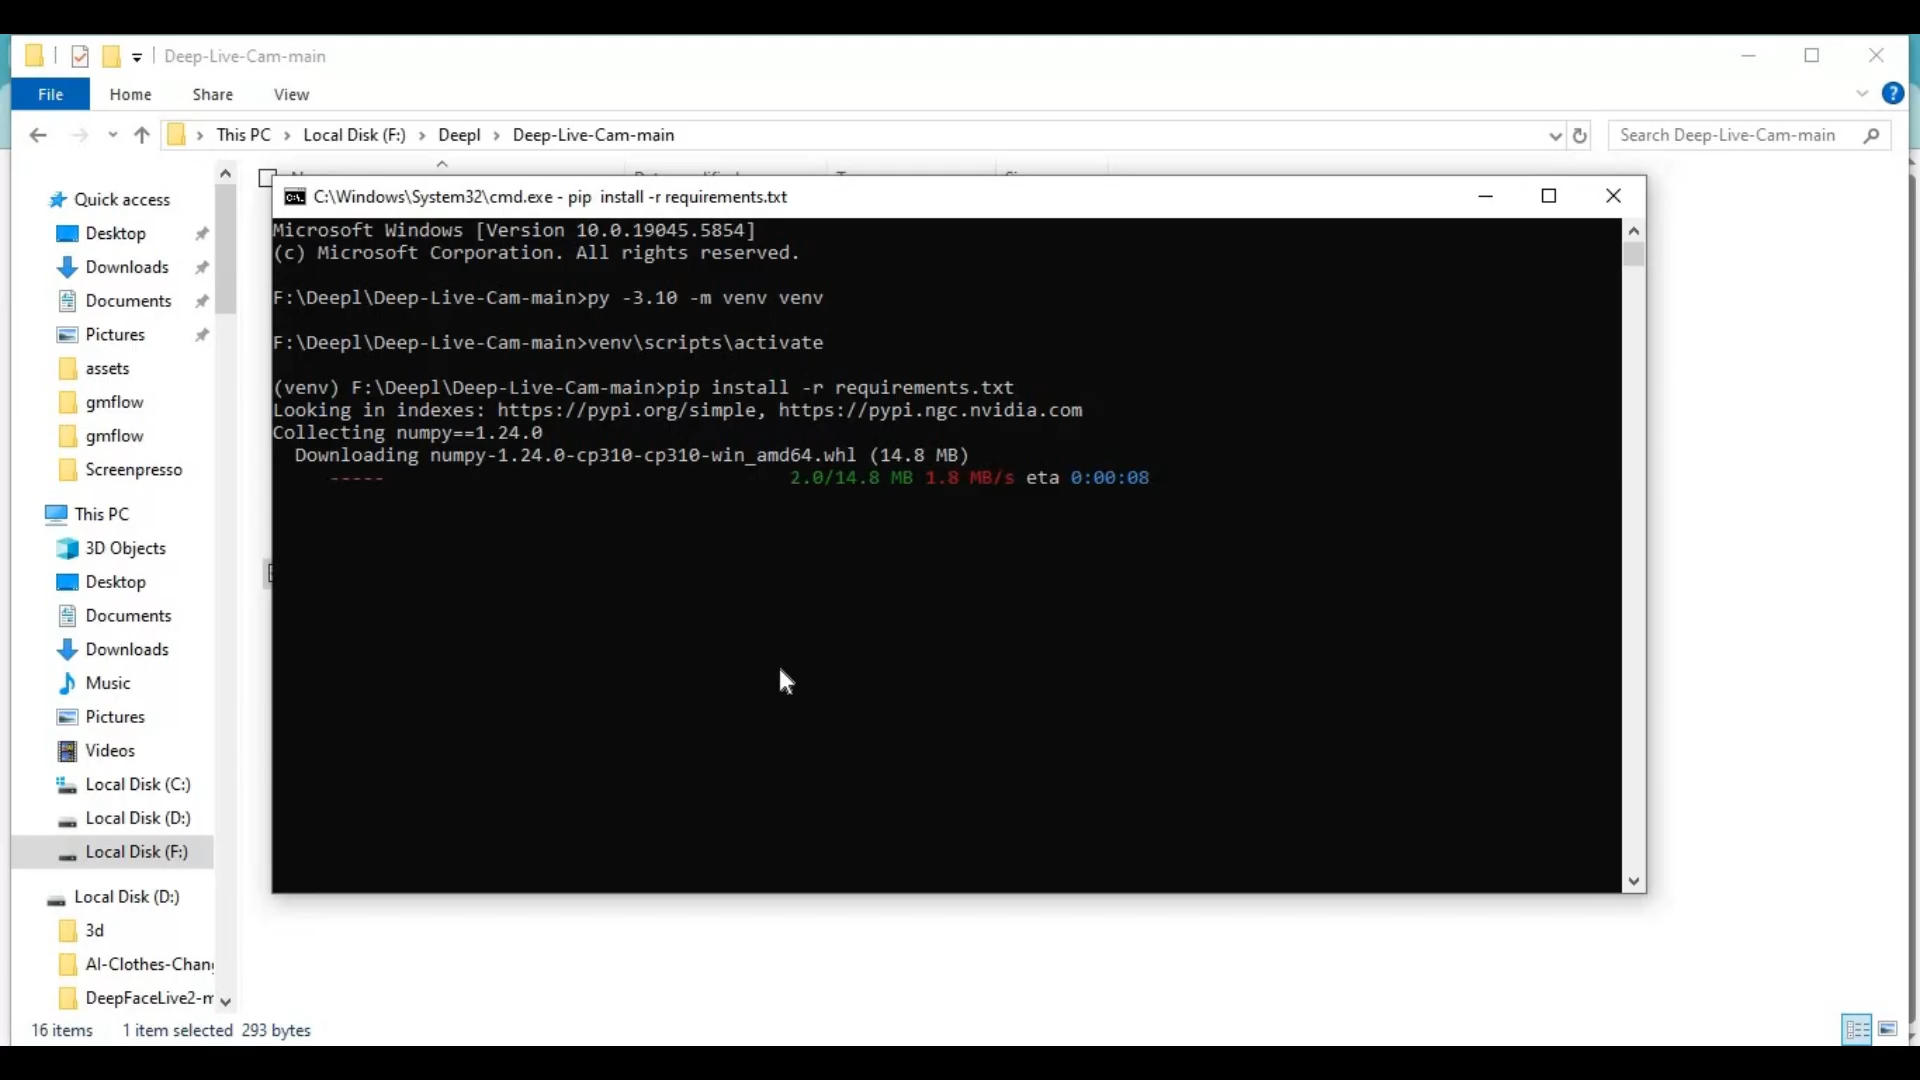 Deep-Live-Cam-main
File Home Share View
This PC > Local Disk (F:) > Deepl > Deep-Live-Cam-main
Search Deep-Live-Cam-main
Quick access
Desktop
Downloads
Documents
Pictures
assets
gmflow
gmflow
Screenpresso
This PC
3D Objects
Desktop
Documents
Downloads
Music
Pictures
Videos
Local Disk (C:)
Local Disk (D:)
Local Disk (F:)
Local Disk (D:)
3d
AI-Clothes-Chan
DeepFaceLive2-m
C:\Windows\System32\cmd.exe - pip  install -r requirements.txt
Microsoft Windows [Version 10.0.19045.5854]
(c) Microsoft Corporation. All rights reserved.
F:\Deepl\Deep-Live-Cam-main>py -3.10 -m venv venv
F:\Deepl\Deep-Live-Cam-main>venv\scripts\activate
(venv) F:\Deepl\Deep-Live-Cam-main>pip install -r requirements.txt
Looking in indexes: https://pypi.org/simple, https://pypi.ngc.nvidia.com
Collecting numpy==1.24.0
Downloading numpy-1.24.0-cp310-cp310-win_amd64.whl (14.8 MB)
----- 2.0/14.8 MB 1.8 MB/s eta 0:00:08
16 items 1 item selected 293 bytes